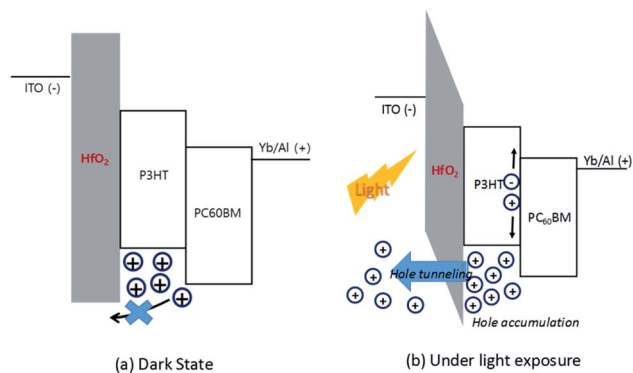 ITO (-)
HfO₂
P3HT
PC60BM
Yb/Al (+)
+
+
+
+
+
+
(a) Dark State
ITO (-)
Light
HfO₂
P3HT
-
+
PC₆₀BM
Yb/Al (+)
Hole tunneling
+
+
+
+
+
+
+
+
+
+
+
+
+
+
Hole accumulation
(b) Under light exposure